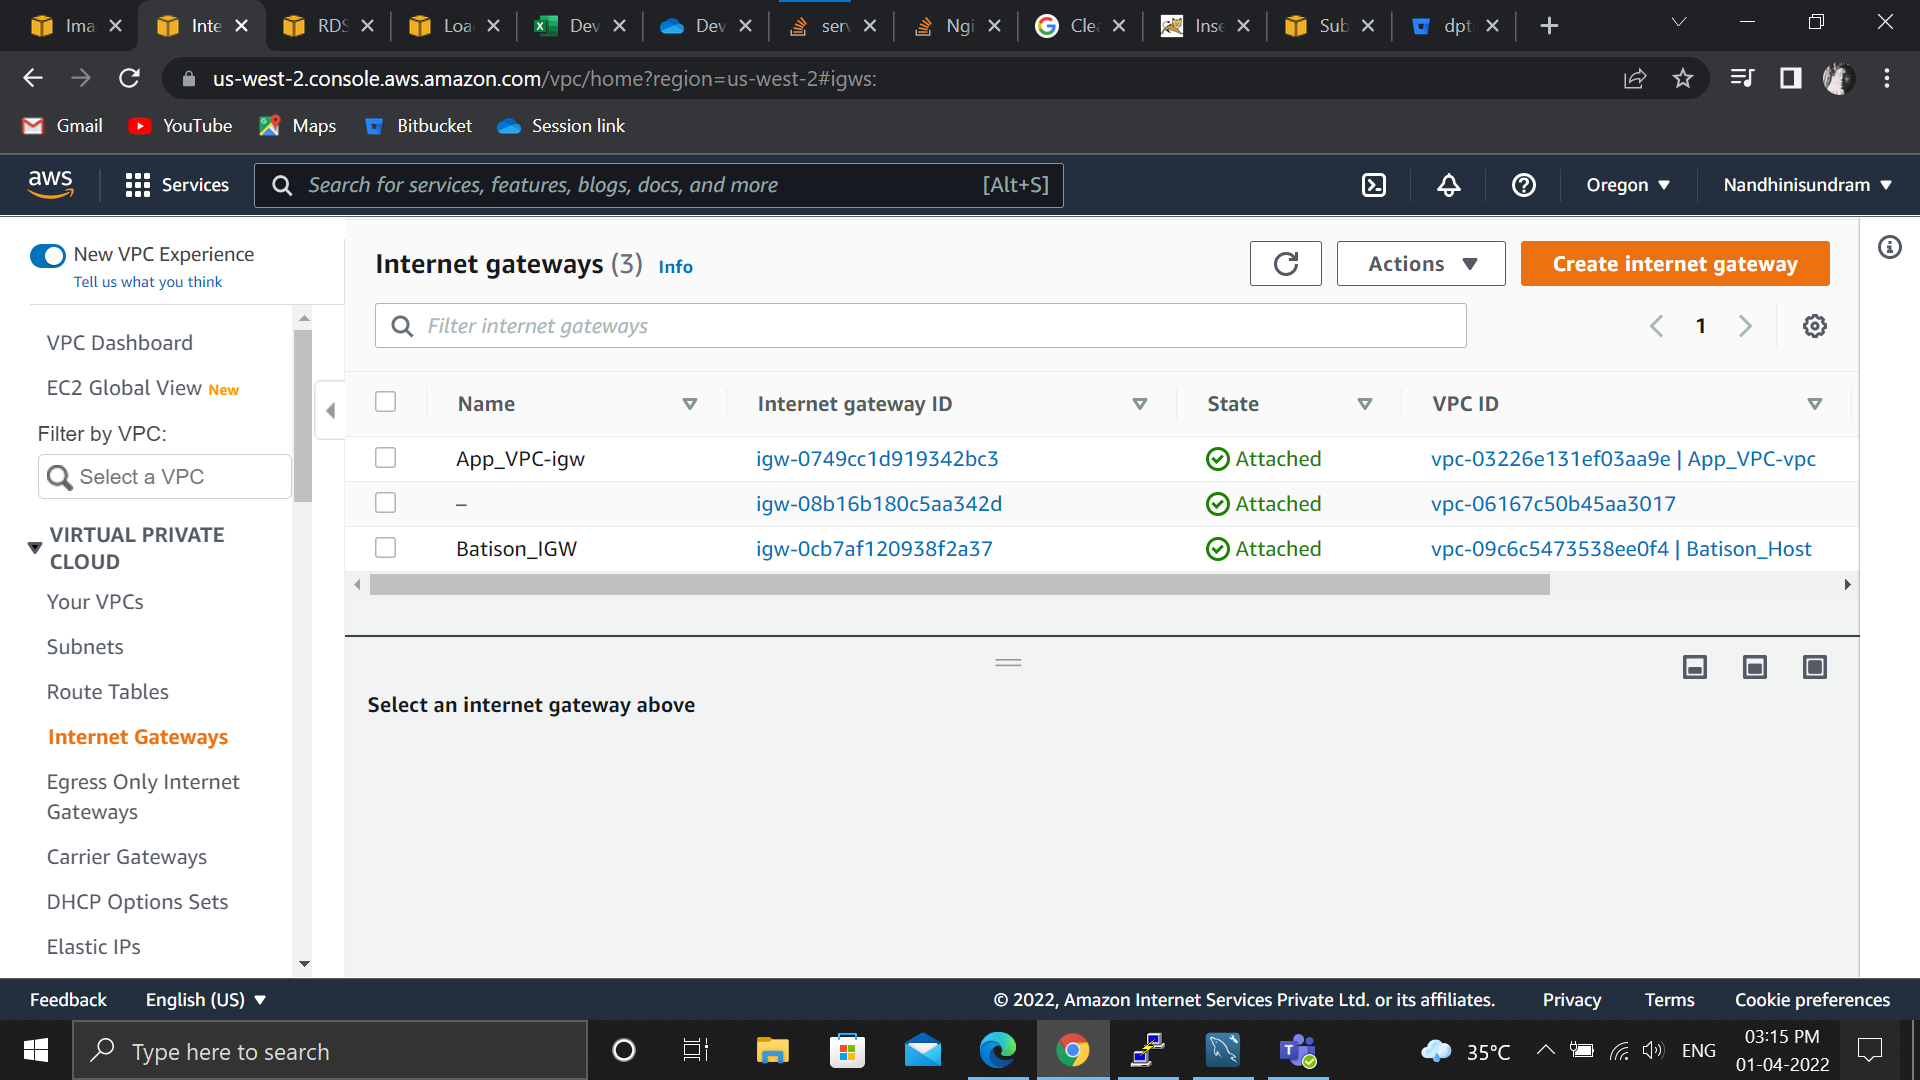 Ima
Inte
RDS
Loa
Dev
Dev
serv
Ngi
Clea
Inse
Sub
dpt
us-west-2.console.aws.amazon.com/vpc/home?region=us-west-2#igws:
Gmail YouTube Maps Bitbucket Session link
aws Services Search for services, features, blogs, docs, and more [Alt+S] Oregon Nandhinisundram
New VPC Experience
Tell us what you think
VPC Dashboard
EC2 Global View New
Filter by VPC:
Select a VPC
VIRTUAL PRIVATE
CLOUD
Your VPCs
Subnets
Route Tables
Internet Gateways
Egress Only Internet
Gateways
Carrier Gateways
DHCP Options Sets
Elastic IPs
Internet gateways (3) Info
Actions
Create internet gateway
Filter internet gateways
1
Name Internet gateway ID State VPC ID
App_VPC-igw igw-0749cc1d919342bc3 Attached vpc-03226e131ef03aa9e | App_VPC-vpc
– igw-08b16b180c5aa342d Attached vpc-06167c50b45aa3017
Batison_IGW igw-0cb7af120938f2a37 Attached vpc-09c6c5473538ee0f4 | Batison_Host
Select an internet gateway above
Feedback English (US) © 2022, Amazon Internet Services Private Ltd. or its affiliates. Privacy Terms Cookie preferences
Type here to search
35°C
ENG
03:15 PM
01-04-2022